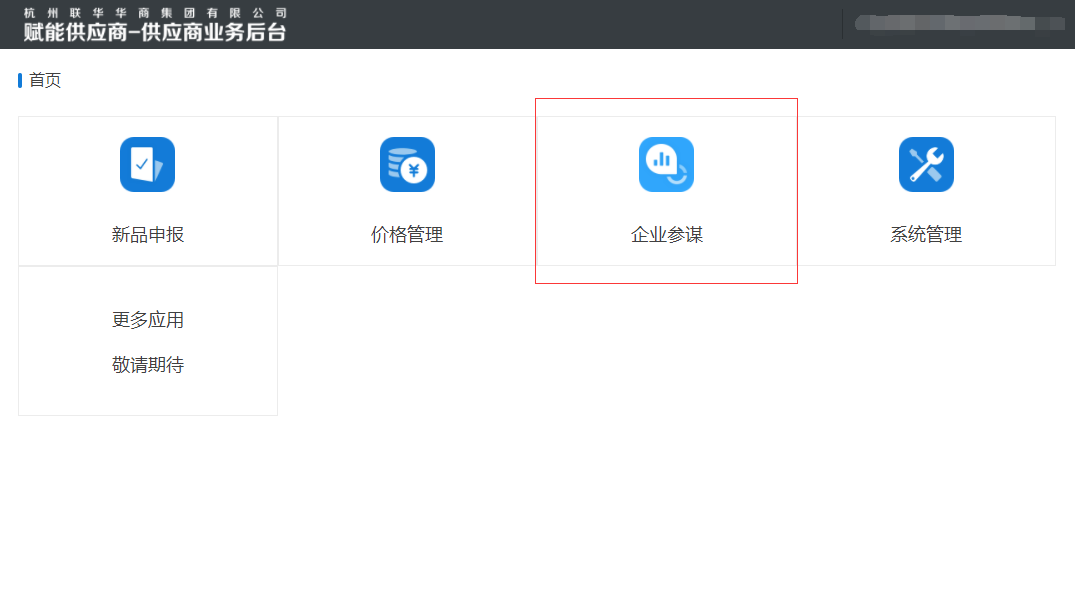 杭州联华华商集团有限公司
赋能供应商-供应商业务后台
首页
新品申报
价格管理
企业参谋
系统管理
更多应用
敬请期待